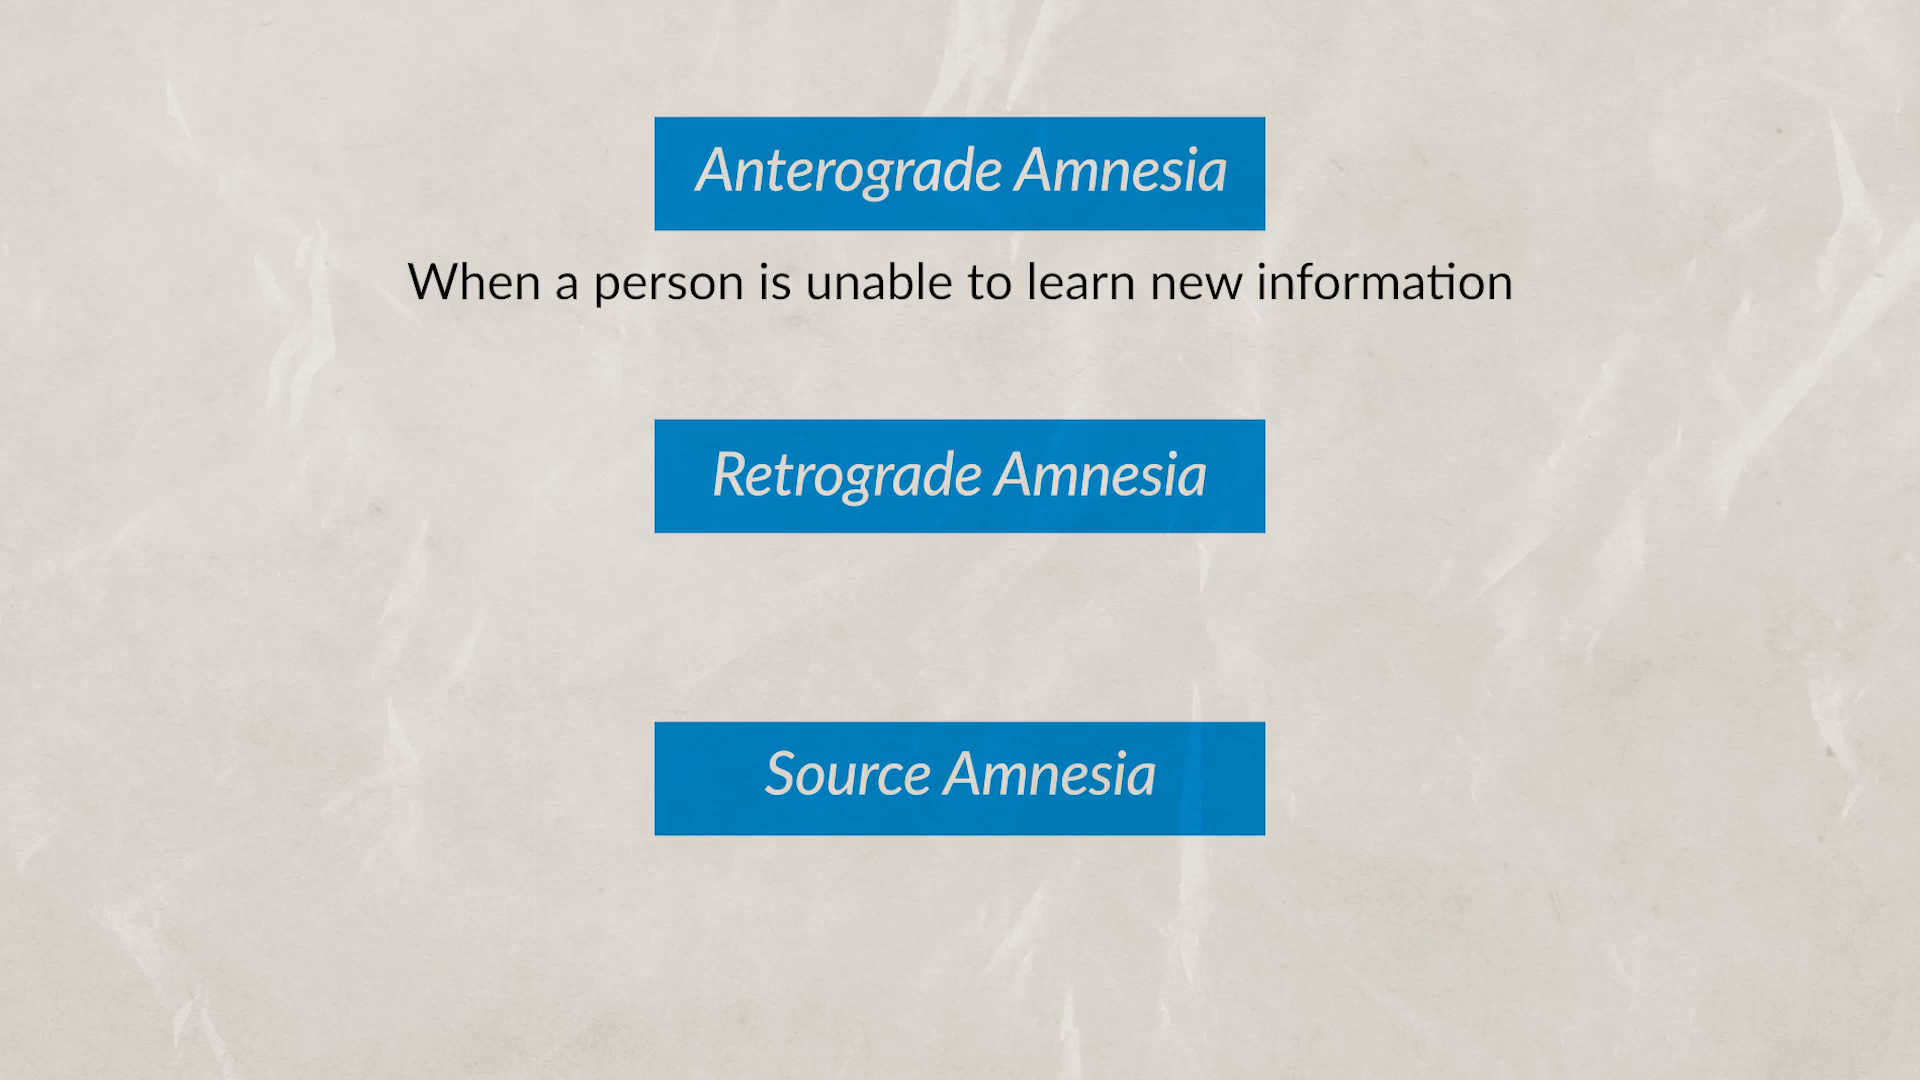 Anterograde Amnesia
When a person is unable to learn new information
Retrograde Amnesia
Source Amnesia